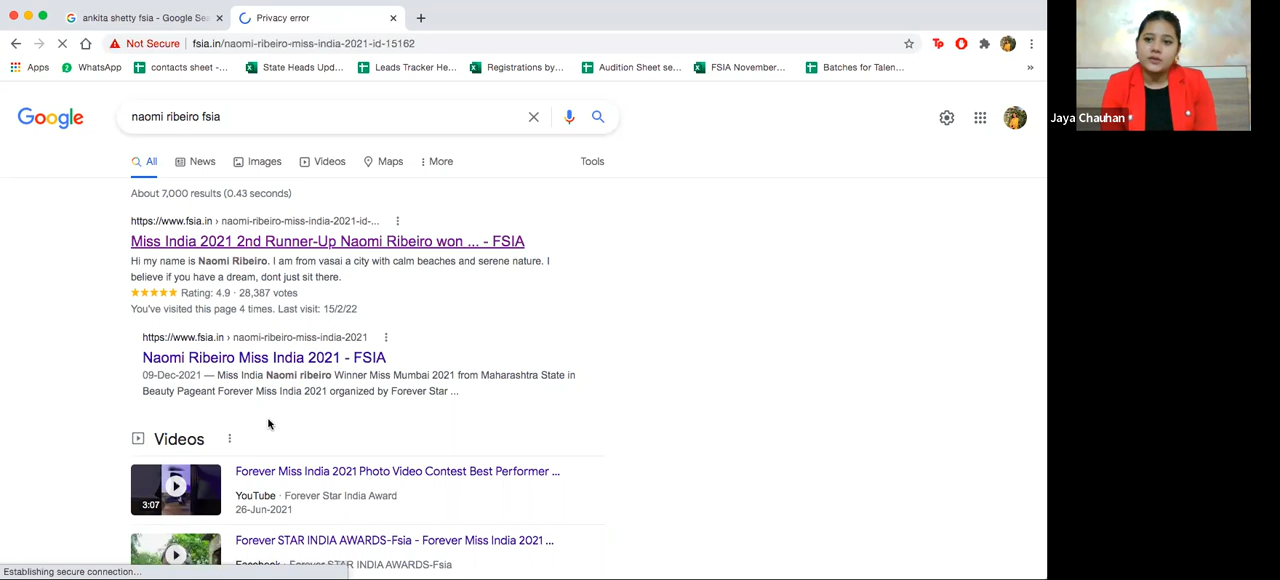 ankita shetty fsia - Google Se
Privacy error
Not Secure
fsia.in/naomi-ribeiro-miss-india-2021-id-15162
Apps
WhatsApp
contacts sheet -...
State Heads Upd...
Leads Tracker He...
Registrations by...
Audition Sheet se...
FSIA November...
Batches for Talen...
»
Jaya Chauhan
Google
naomi ribeiro fsia
All
News
Images
Videos
Maps
More
Tools
About 7,000 results (0.43 seconds)
https://www.fsia.in › naomi-ribeiro-miss-india-2021-id-...
Miss India 2021 2nd Runner-Up Naomi Ribeiro won ... - FSIA
Hi my name is Naomi Ribeiro. I am from vasai a city with calm beaches and serene nature. I
believe if you have a dream, dont just sit there.
Rating: 4.9 · 28,387 votes
You've visited this page 4 times. Last visit: 15/2/22
https://www.fsia.in › naomi-ribeiro-miss-india-2021
Naomi Ribeiro Miss India 2021 - FSIA
09-Dec-2021 — Miss India Naomi ribeiro Winner Miss Mumbai 2021 from Maharashtra State in
Beauty Pageant Forever Miss India 2021 organized by Forever Star ...
Videos
Forever Miss India 2021 Photo Video Contest Best Performer ...
3:07
YouTube · Forever Star India Award
26-Jun-2021
Forever STAR INDIA AWARDS-Fsia - Forever Miss India 2021 ...
Facebook · Forever STAR INDIA AWARDS-Fsia
Establishing secure connection...